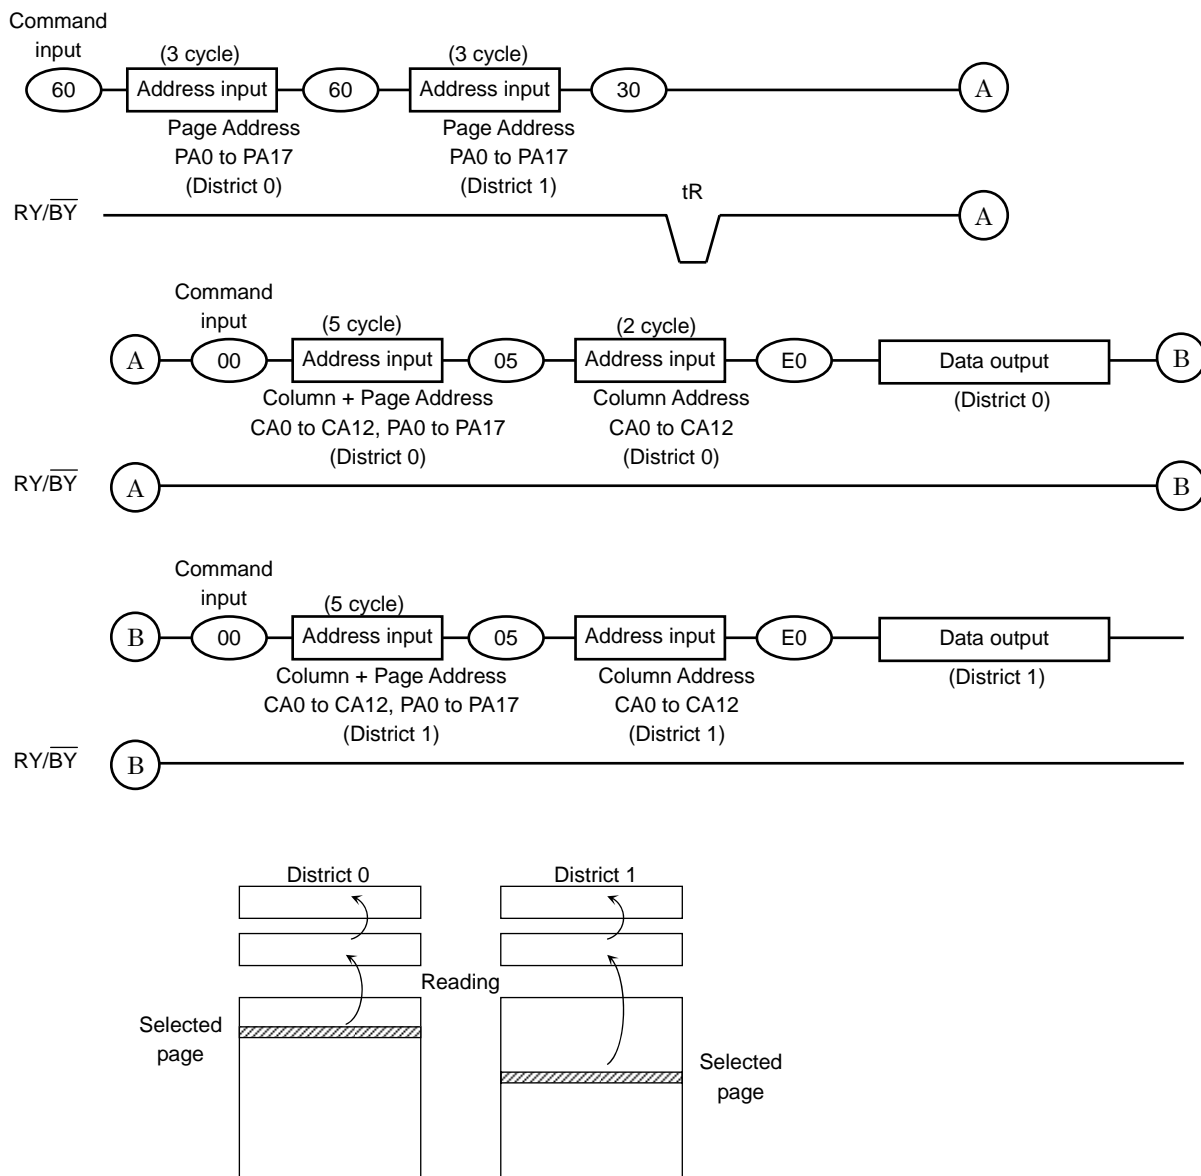 Command
input
(3 cycle) (3 cycle)
60 Address input 60 Address input 30 A
Page Address Page Address
PA0 to PA17 PA0 to PA17
(District 0) (District 1)
tR
RY/B̅Y̅ A
Command
input
(5 cycle) (2 cycle)
A 00 Address input 05 Address input E0 Data output B
Column + Page Address Column Address (District 0)
CA0 to CA12, PA0 to PA17 CA0 to CA12
(District 0) (District 0)
RY/B̅Y̅ A B
Command
input
(5 cycle)
B 00 Address input 05 Address input E0 Data output
Column + Page Address Column Address (District 1)
CA0 to CA12, PA0 to PA17 CA0 to CA12
(District 1) (District 1)
RY/B̅Y̅ B
District 0 District 1
Reading
Selected
page
Selected
page